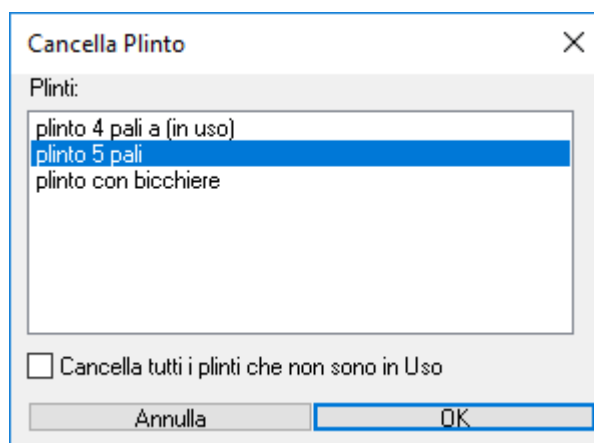 Cancella Plinto
Plinti:
plinto 4 pali a (in uso)
plinto 5 pali
plinto con bicchiere
Cancella tutti i plinti che non sono in Uso
Annulla
OK